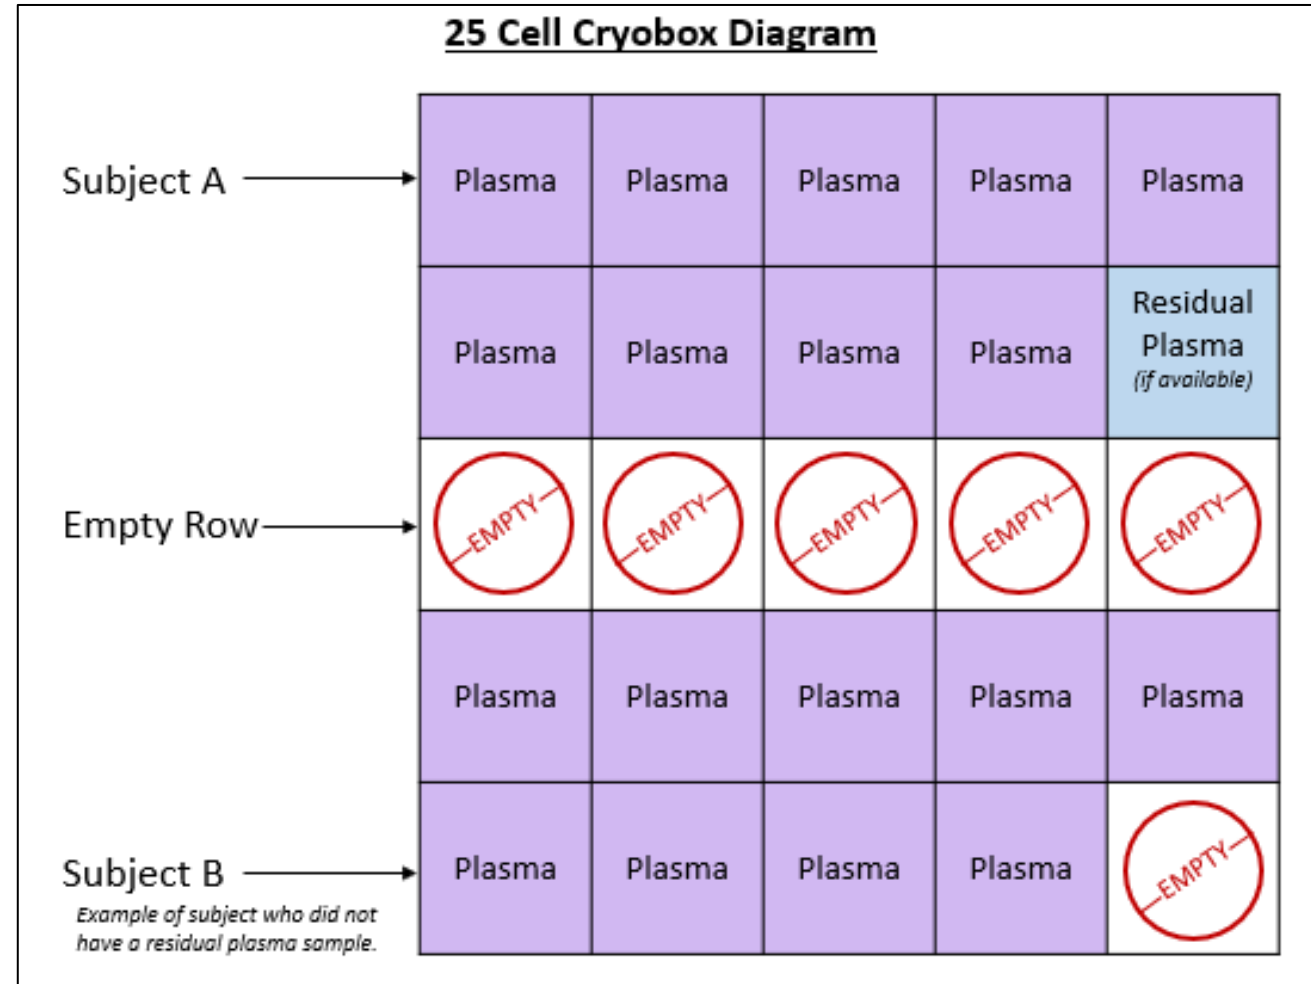 25 Cell Cryobox Diagram
Subject A
Plasma Plasma Plasma Plasma Plasma
Plasma Plasma Plasma Plasma
Residual
Plasma
(if available)
Empty Row
EMPTY EMPTY EMPTY EMPTY EMPTY
Plasma Plasma Plasma Plasma Plasma
Subject B
Example of subject who did not
have a residual plasma sample.
Plasma Plasma Plasma Plasma EMPTY